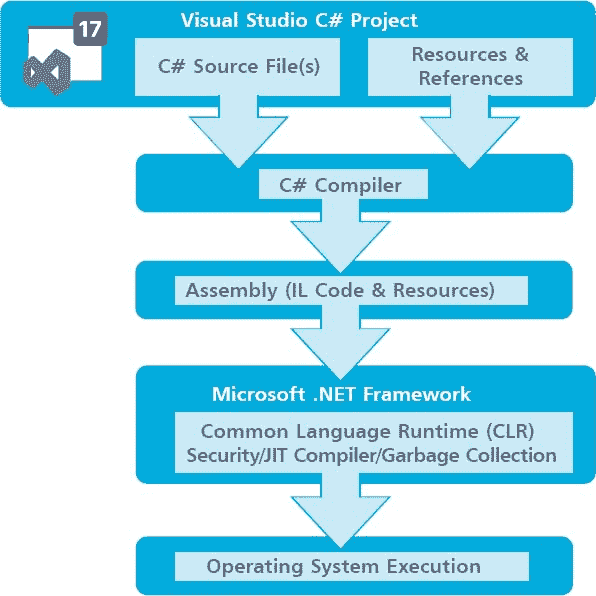 Visual Studio C# Project
17
C# Source File(s)
Resources &
References
C# Compiler
Assembly (IL Code & Resources)
Microsoft .NET Framework
Common Language Runtime (CLR)
Security/JIT Compiler/Garbage Collection
Operating System Execution